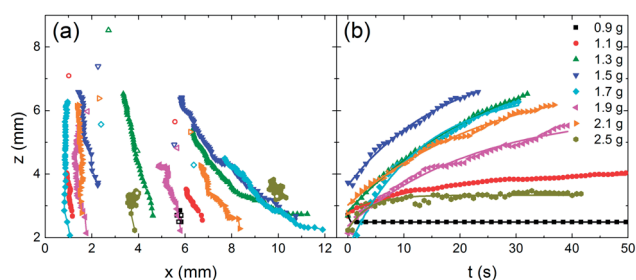 (a)
(b)
z (mm)
8
6
4
2
0 2 4 6 8 10 12
x (mm)
0 10 20 30 40 50
t (s)
0.9 g
1.1 g
1.3 g
1.5 g
1.7 g
1.9 g
2.1 g
2.5 g